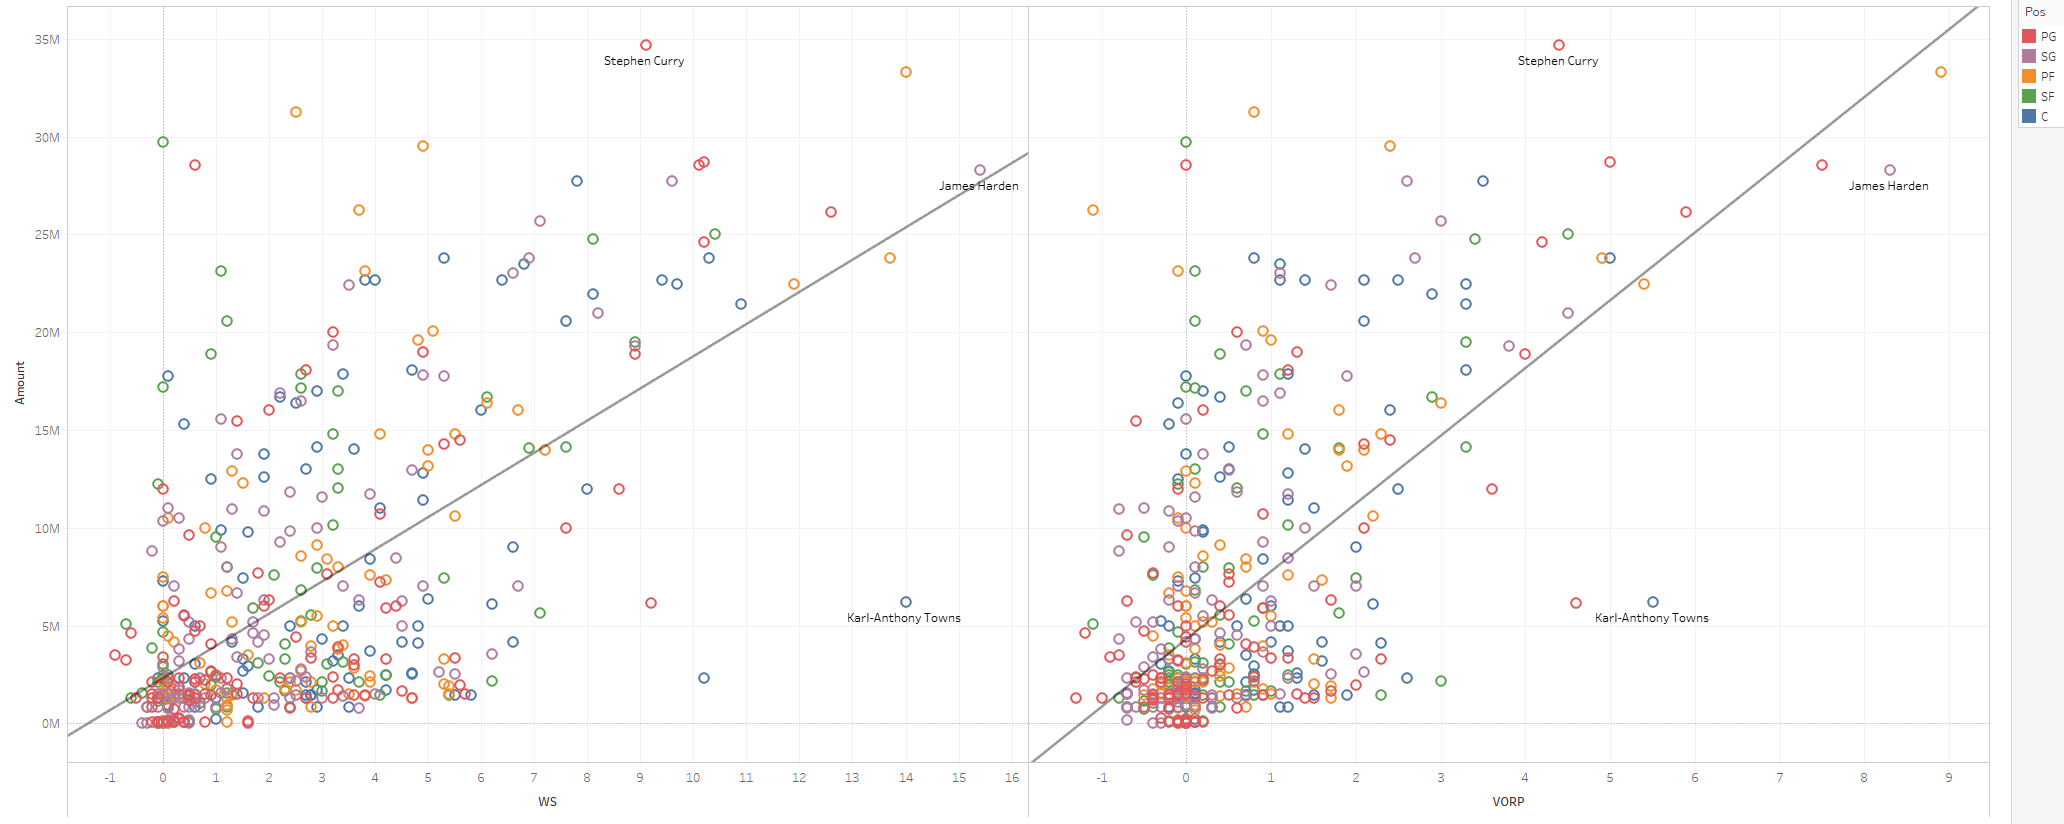 Pos
PG
SG
PF
SF
C
35M
30M
25M
20M
15M
10M
5M
0M
Amount
Stephen Curry
James Harden
Karl-Anthony Towns
-1 0 1 2 3 4 5 6 7 8 9 10 11 12 13 14 15 16
WS
Stephen Curry
James Harden
Karl-Anthony Towns
-1 0 1 2 3 4 5 6 7 8 9
VORP